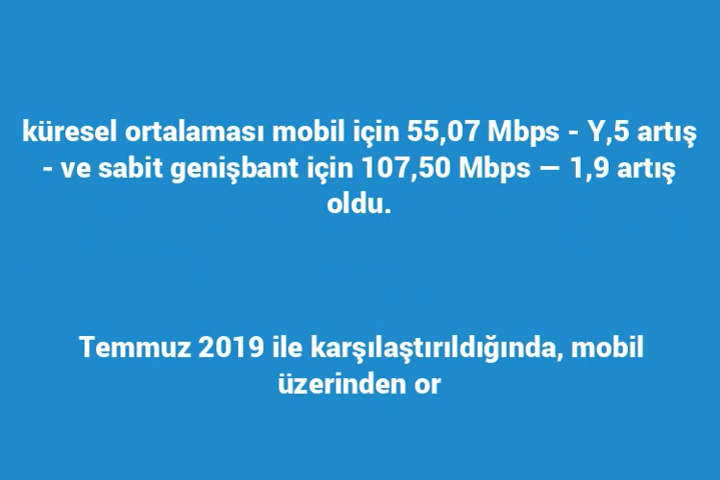 küresel ortalaması mobil için 55,07 Mbps - Y,5 artış
- ve sabit genişbant için 107,50 Mbps — 1,9 artış
oldu.
Temmuz 2019 ile karşılaştırıldığında, mobil
üzerinden or